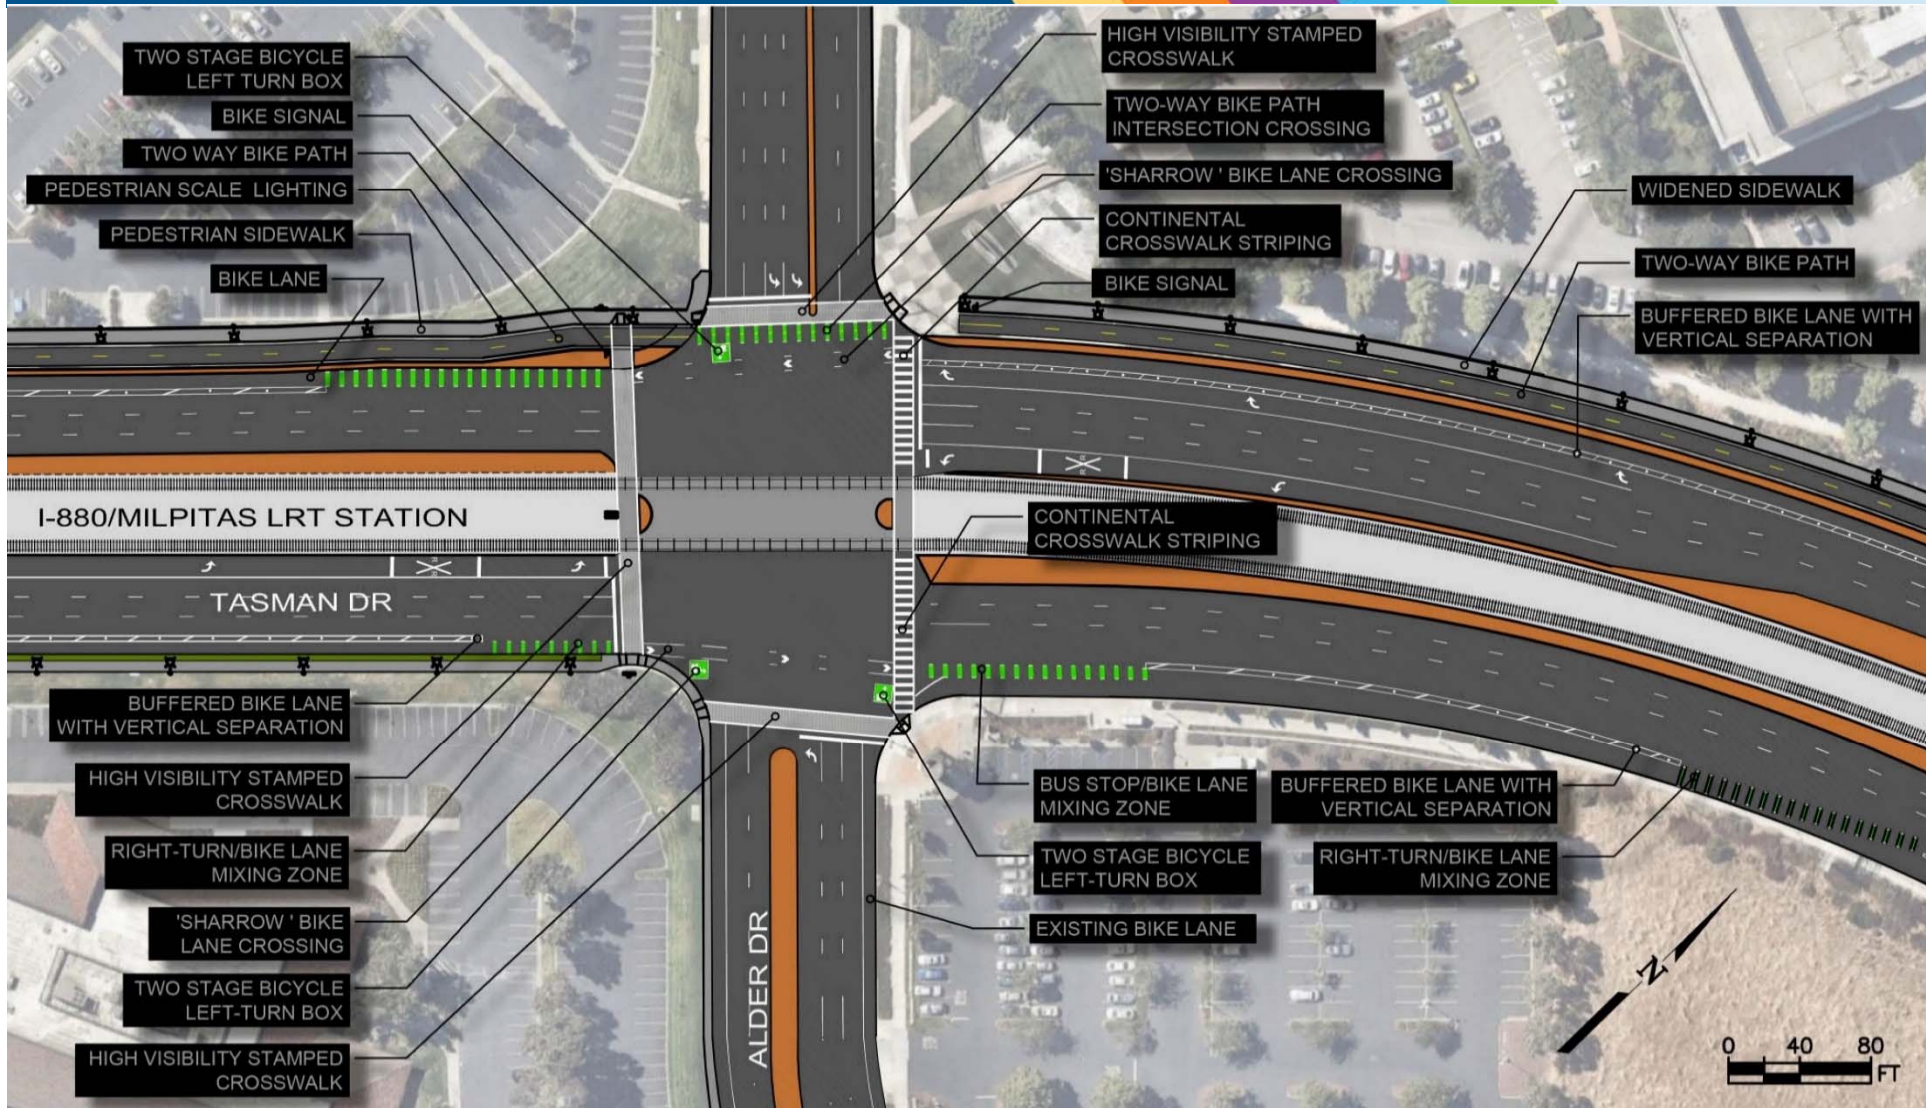 TWO STAGE BICYCLE
LEFT TURN BOX
BIKE SIGNAL
TWO WAY BIKE PATH
PEDESTRIAN SCALE LIGHTING
PEDESTRIAN SIDEWALK
BIKE LANE
HIGH VISIBILITY STAMPED
CROSSWALK
TWO-WAY BIKE PATH
INTERSECTION CROSSING
'SHARROW ' BIKE LANE CROSSING
CONTINENTAL
CROSSWALK STRIPING
BIKE SIGNAL
WIDENED SIDEWALK
TWO-WAY BIKE PATH
BUFFERED BIKE LANE WITH
VERTICAL SEPARATION
I-880/MILPITAS LRT STATION
CONTINENTAL
CROSSWALK STRIPING
TASMAN DR
BUFFERED BIKE LANE
WITH VERTICAL SEPARATION
HIGH VISIBILITY STAMPED
CROSSWALK
RIGHT-TURN/BIKE LANE
MIXING ZONE
'SHARROW ' BIKE
LANE CROSSING
TWO STAGE BICYCLE
LEFT-TURN BOX
HIGH VISIBILITY STAMPED
CROSSWALK
ALDER DR
BUS STOP/BIKE LANE
MIXING ZONE
TWO STAGE BICYCLE
LEFT-TURN BOX
EXISTING BIKE LANE
BUFFERED BIKE LANE WITH
VERTICAL SEPARATION
RIGHT-TURN/BIKE LANE
MIXING ZONE
N
0 40 80
FT